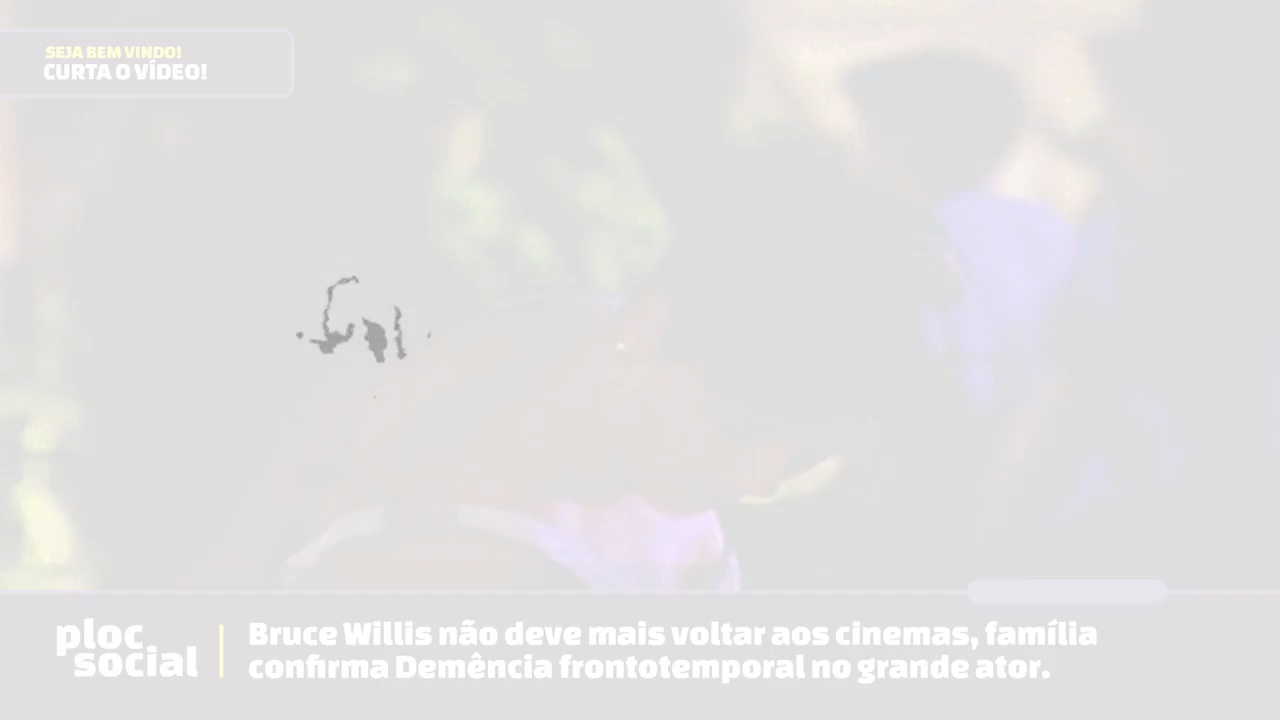 SEJA BEM VINDO!
CURTA O VÍDEO!
ploc
social
Bruce Willis não deve mais voltar aos cinemas, família
confirma Demência frontotemporal no grande ator.